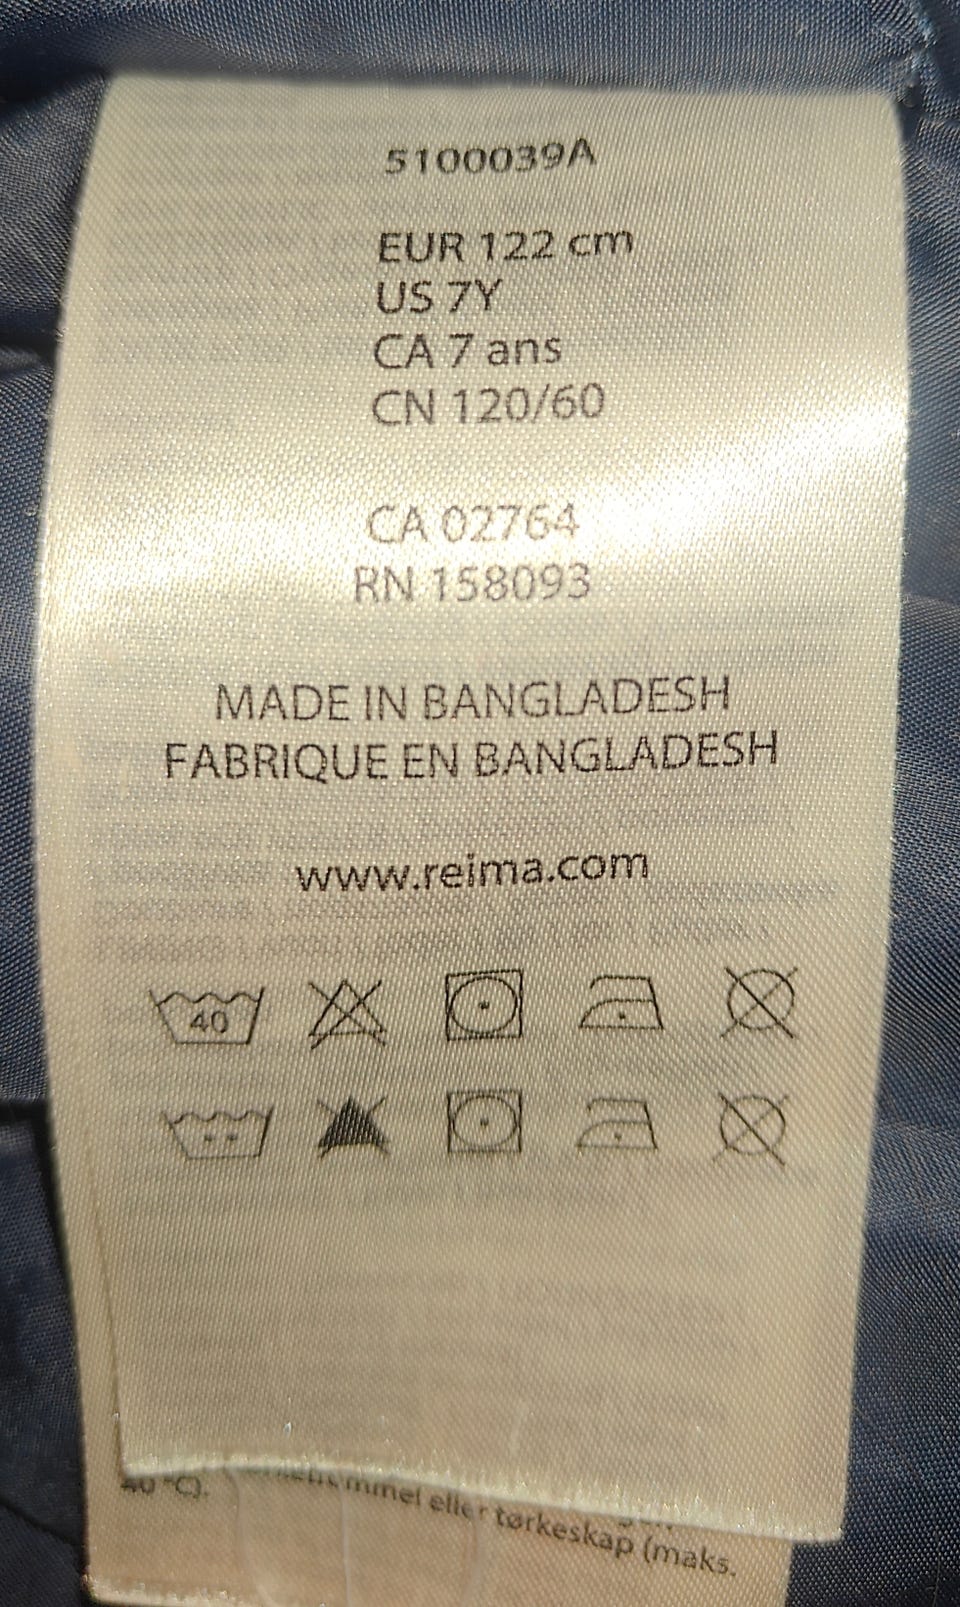 5100039A
EUR 122 cm
US 7Y
CA 7 ans
CN 120/60
CA 02764
RN 158093
MADE IN BANGLADESH
FABRIQUE EN BANGLADESH
www.reima.com
40
40 °C).
eller tørkeskap (maks.